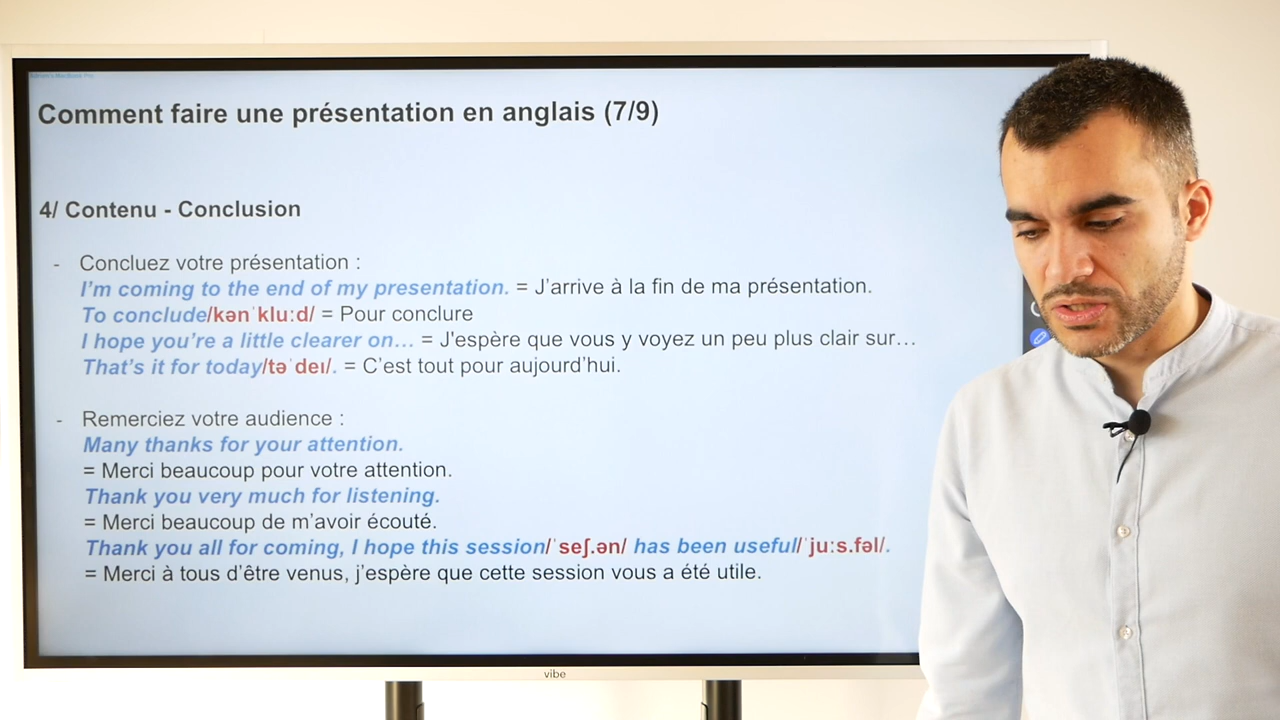 Comment faire une présentation en anglais (7/9)
4/ Contenu - Conclusion
- Concluez votre présentation :
I'm coming to the end of my presentation. = J'arrive à la fin de ma présentation.
To conclude/kənˈkluːd/ = Pour conclure
I hope you're a little clearer on… = J'espère que vous y voyez un peu plus clair sur…
That's it for today/təˈdeɪ/. = C'est tout pour aujourd'hui.
- Remerciez votre audience :
Many thanks for your attention.
= Merci beaucoup pour votre attention.
Thank you very much for listening.
= Merci beaucoup de m'avoir écouté.
Thank you all for coming, I hope this session/ˈseʃ.ən/ has been useful/ˈjuːs.fəl/.
= Merci à tous d'être venus, j'espère que cette session vous a été utile.
vibe